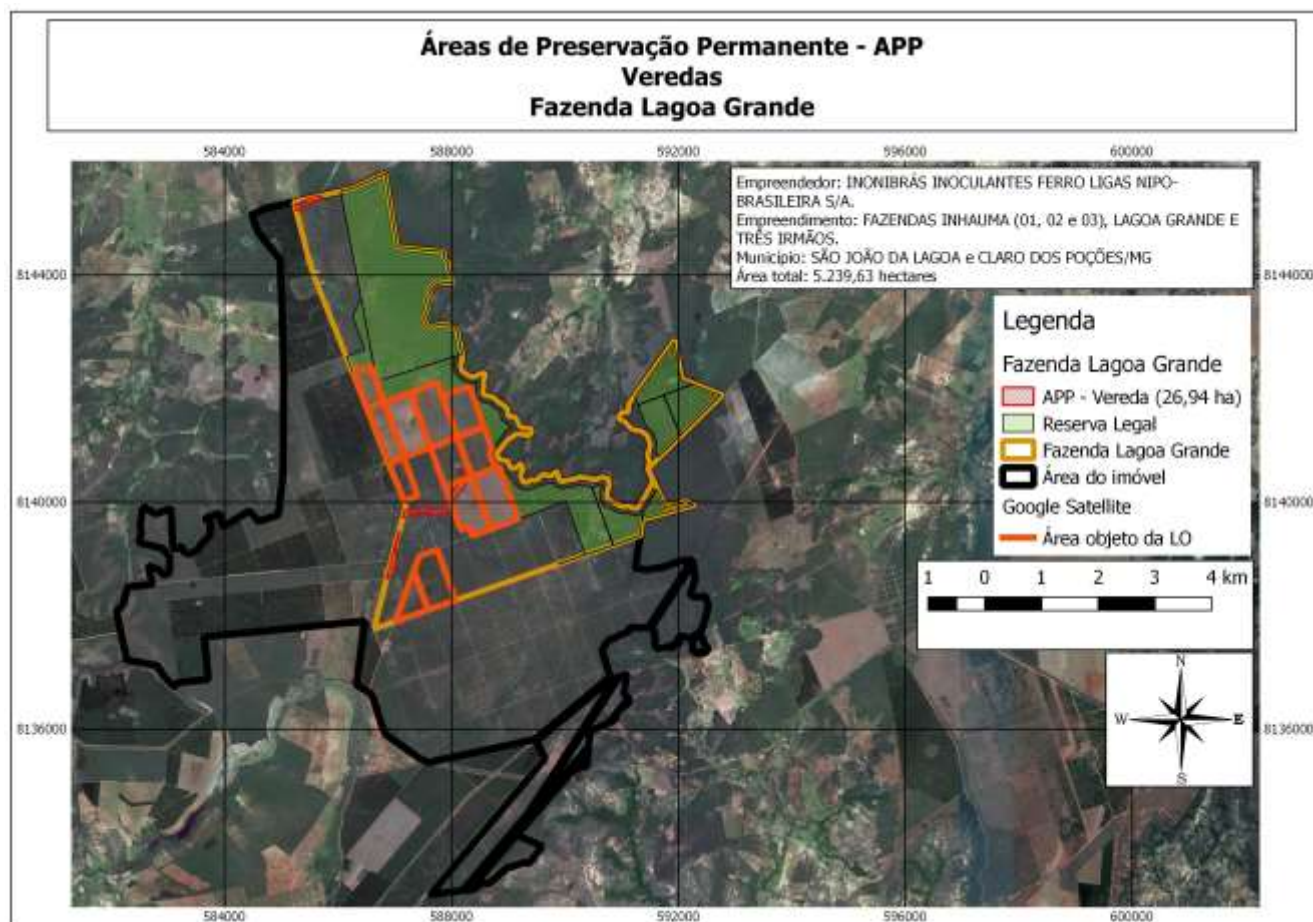 Áreas de Preservação Permanente - APP
Veredas
Fazenda Lagoa Grande
584000
588000
592000
596000
600000
Empreendedor: INONIBRÁS INOCULANTES FERRO LIGAS NIPO-
BRASILEIRA S/A.
Empreendimento: FAZENDAS INHAUMA (01, 02 e 03), LAGOA GRANDE E
TRÊS IRMÃOS.
Municipio: SÃO JOÃO DA LAGOA e CLARO DOS POÇÕES/MG
Área total: 5.239,63 hectares
8144000
8144000
Legenda
Fazenda Lagoa Grande
APP - Vereda (26,94 ha)
Reserva Legal
Fazenda Lagoa Grande
Área do imóvel
Google Satellite
Área objeto da LO
8140000
8140000
1 0 1 2 3 4 km
N
W E
S
8136000
8136000
584000
588000
592000
596000
600000